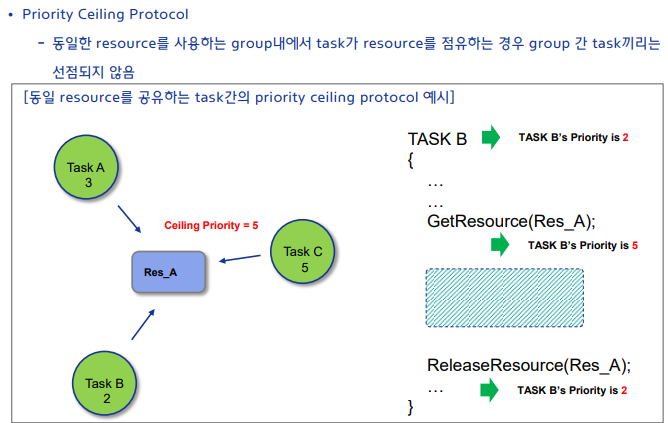 • Priority Ceiling Protocol
− 동일한 resource를 사용하는 group내에서 task가 resource를 점유하는 경우 group 간 task끼리는
선점되지 않음
[동일 resource를 공유하는 task간의 priority ceiling protocol 예시]
Task A
3
Ceiling Priority = 5
Task C
5
Res_A
Task B
2
TASK B
TASK B's Priority is 2
{
...
...
GetResource(Res_A);
TASK B's Priority is 5
ReleaseResource(Res_A);
...
TASK B's Priority is 2
}